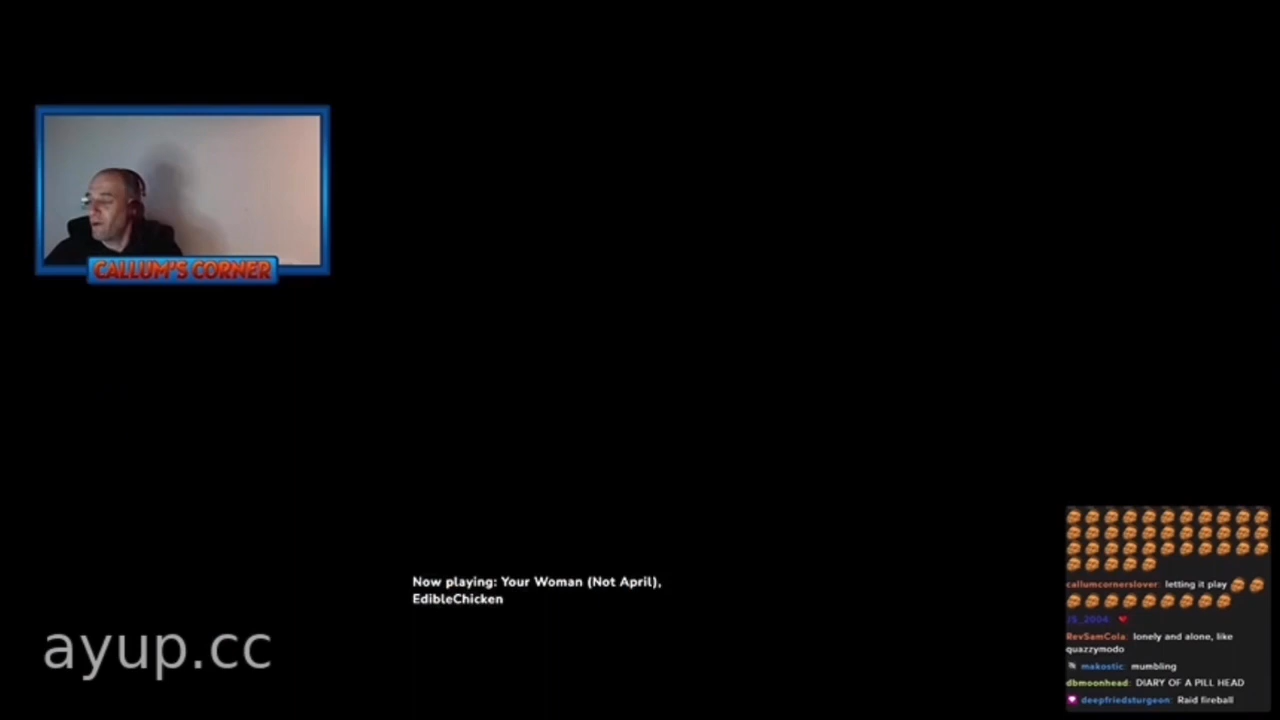 CALLUM'S CORNER
Now playing: Your Woman (Not April),
EdibleChicken
ayup.cc
callumcornerslover: letting it play
JS_2004:
RevSamCola: lonely and alone, like
quazzymodo
makostic: mumbling
dbmoonhead: DIARY OF A PILL HEAD
deepfriedsturgeon: Raid fireball